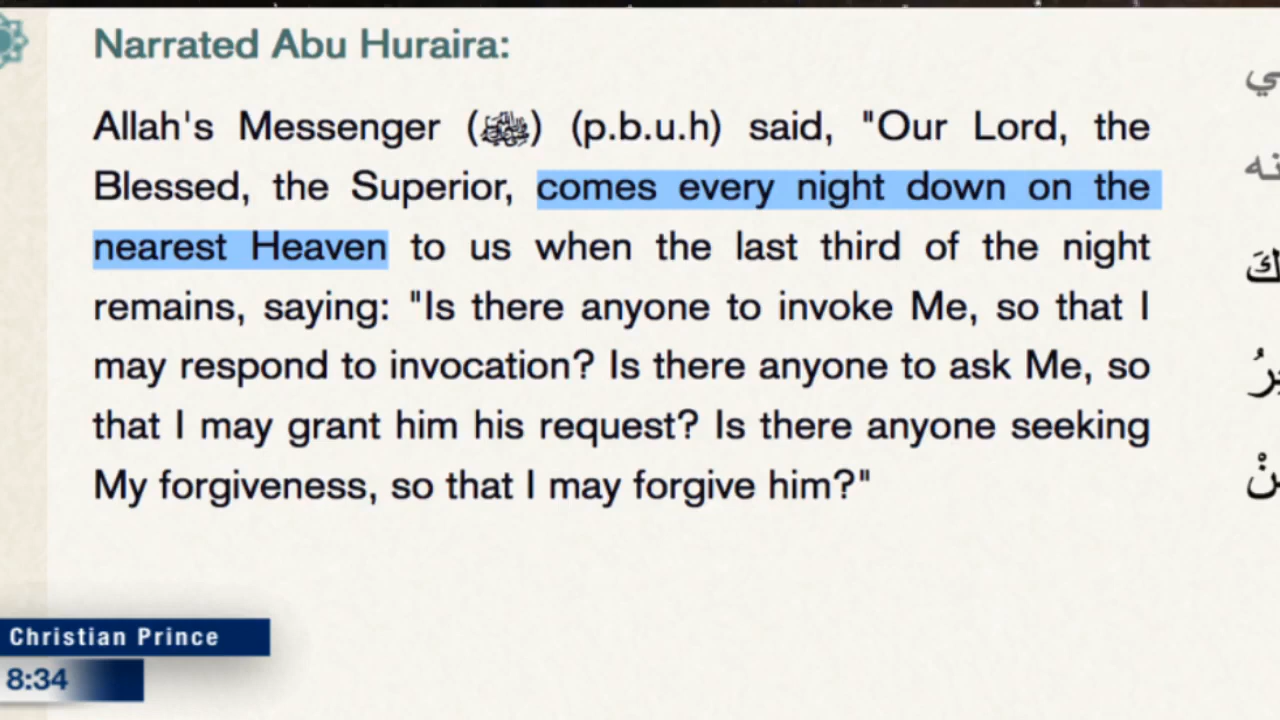 Narrated Abu Huraira:
Allah's Messenger (ﷺ) (p.b.u.h) said, "Our Lord, the
Blessed, the Superior, comes every night down on the
nearest Heaven to us when the last third of the night
remains, saying: "Is there anyone to invoke Me, so that I
may respond to invocation? Is there anyone to ask Me, so
that I may grant him his request? Is there anyone seeking
My forgiveness, so that I may forgive him?"
Christian Prince
8:34